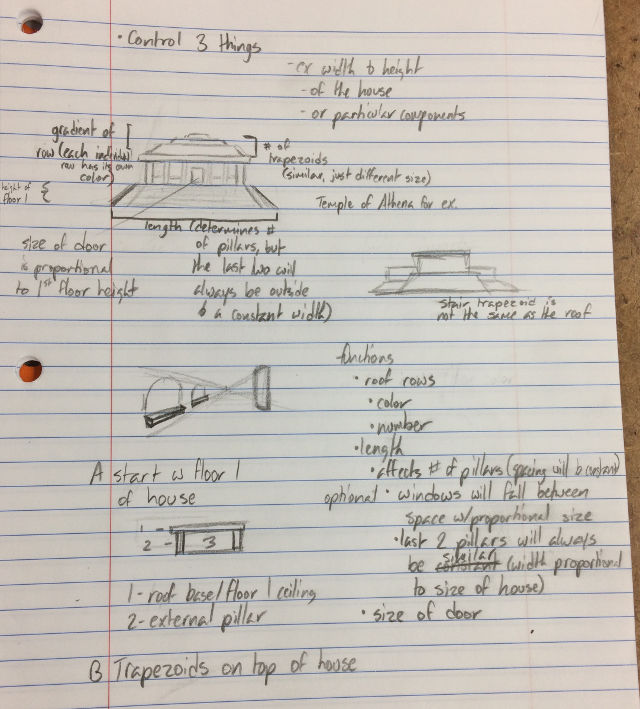 • Control 3 things
- ex width to height
- of the house
- or particular components
gradient of
row (each individual
row has its own
color)
# of
trapezoids
(similar, just different size)
height of
floor 1
Temple of Athena for ex.
length (determines #
of pillars, but
the last two will
always be outside
& a constant width)
size of door
is proportional
to 1st floor height
stair trapezoid is
not the same as the roof
functions
• roof rows
• color
• number
• length
• affects # of pillars (spacing will b constant)
optional • windows will fall between
space w/proportional size
• last 2 pillars will always
be constant similar (width proportional
to size of house)
• size of door
A start w floor 1
of house
1
2
3
1- roof base/floor 1 ceiling
2- external pillar
B Trapezoids on top of house